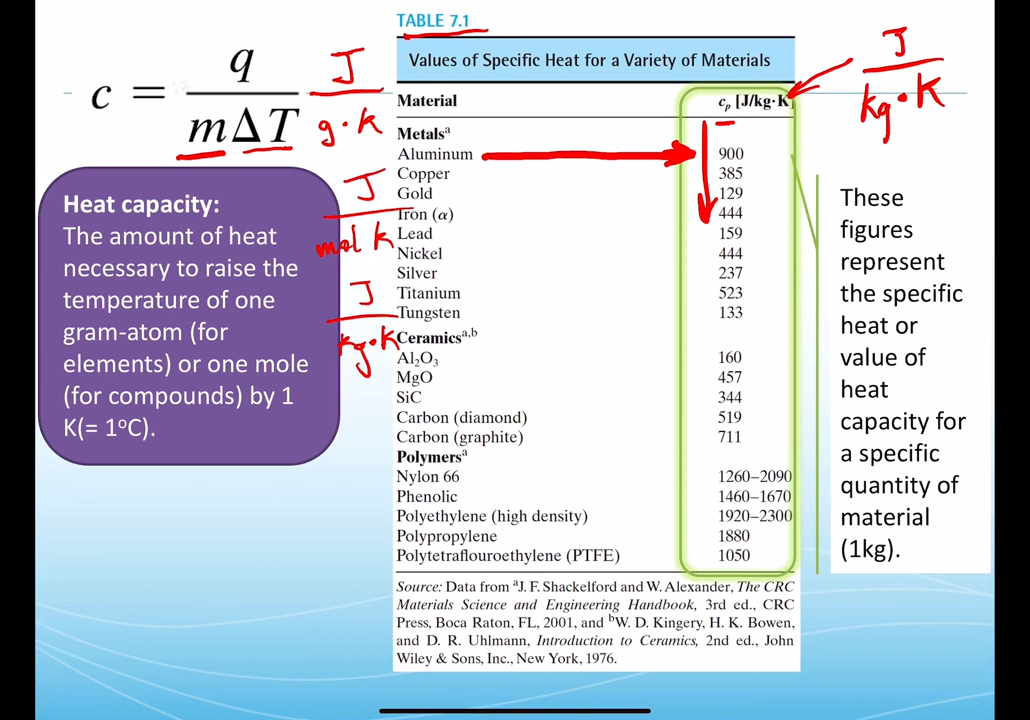 TABLE 7.1
Values of Specific Heat for a Variety of Materials
Material cp [J/kg·K]
Metalsᵃ
Aluminum 900
Copper 385
Gold 129
Iron (α) 444
Lead 159
Nickel 444
Silver 237
Titanium 523
Tungsten 133
Ceramicsᵃ,ᵇ
Al₂O₃ 160
MgO 457
SiC 344
Carbon (diamond) 519
Carbon (graphite) 711
Polymersᵃ
Nylon 66 1260–2090
Phenolic 1460–1670
Polyethylene (high density) 1920–2300
Polypropylene 1880
Polytetraflouroethylene (PTFE) 1050
Source: Data from ᵃJ. F. Shackelford and W. Alexander, The CRC
Materials Science and Engineering Handbook, 3rd ed., CRC
Press, Boca Raton, FL, 2001, and ᵇW. D. Kingery, H. K. Bowen,
and D. R. Uhlmann, Introduction to Ceramics, 2nd ed., John
Wiley & Sons, Inc., New York, 1976.
c = q
mΔT
J
g·K
J
mol K
J
kg·K
J
kg·K
Heat capacity:
The amount of heat
necessary to raise the
temperature of one
gram-atom (for
elements) or one mole
(for compounds) by 1
K(= 1°C).
These
figures
represent
the specific
heat or
value of
heat
capacity for
a specific
quantity of
material
(1kg).